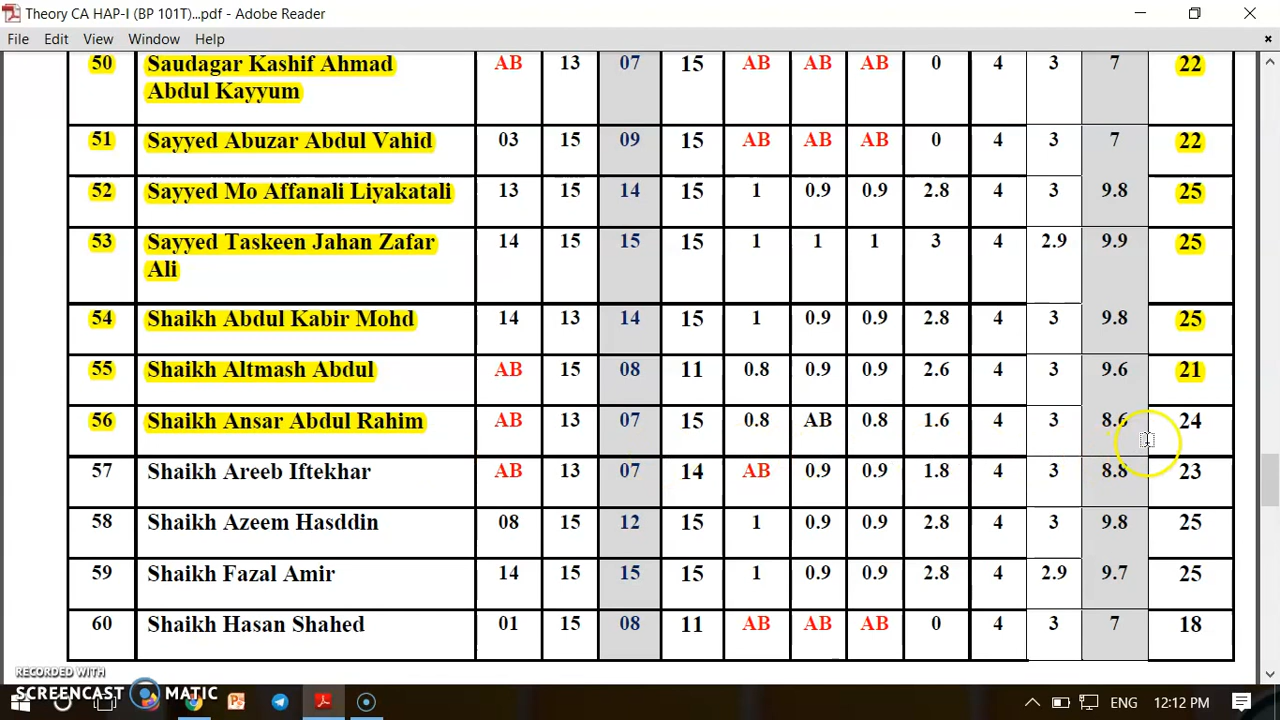 Theory CA HAP-I (BP 101T)...pdf - Adobe Reader
File Edit View Window Help
50 Saudagar Kashif Ahmad AB 13 07 15 AB AB AB 0 4 3 7 22
Abdul Kayyum
51 Sayyed Abuzar Abdul Vahid 03 15 09 15 AB AB AB 0 4 3 7 22
52 Sayyed Mo Affanali Liyakatali 13 15 14 15 1 0.9 0.9 2.8 4 3 9.8 25
53 Sayyed Taskeen Jahan Zafar 14 15 15 15 1 1 1 3 4 2.9 9.9 25
Ali
54 Shaikh Abdul Kabir Mohd 14 13 14 15 1 0.9 0.9 2.8 4 3 9.8 25
55 Shaikh Altmash Abdul AB 15 08 11 0.8 0.9 0.9 2.6 4 3 9.6 21
56 Shaikh Ansar Abdul Rahim AB 13 07 15 0.8 AB 0.8 1.6 4 3 8.6 24
57 Shaikh Areeb Iftekhar AB 13 07 14 AB 0.9 0.9 1.8 4 3 8.8 23
58 Shaikh Azeem Hasddin 08 15 12 15 1 0.9 0.9 2.8 4 3 9.8 25
59 Shaikh Fazal Amir 14 15 15 15 1 0.9 0.9 2.8 4 2.9 9.7 25
60 Shaikh Hasan Shahed 01 15 08 11 AB AB AB 0 4 3 7 18
RECORDED WITH
SCREENCAST MATIC
ENG 12:12 PM